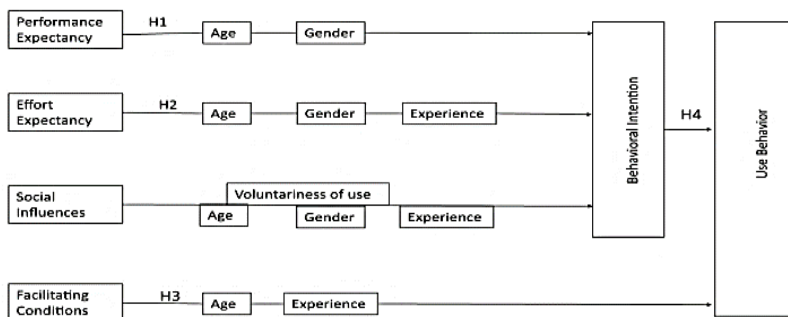 Performance
Expectancy
H1
Age
Gender
Effort
Expectancy
H2
Age
Gender
Experience
Behavioral Intention
H4
Use Behavior
Social
Influences
Voluntariness of use
Age
Gender
Experience
Facilitating
Conditions
H3
Age
Experience